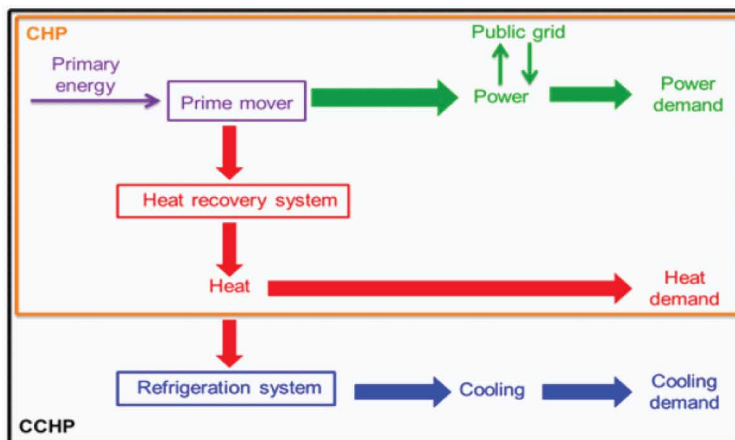 CHP
Public grid
Primary
energy
Prime mover
Power
Power
demand
Heat recovery system
Heat
Heat
demand
Refrigeration system
Cooling
Cooling
demand
CCHP